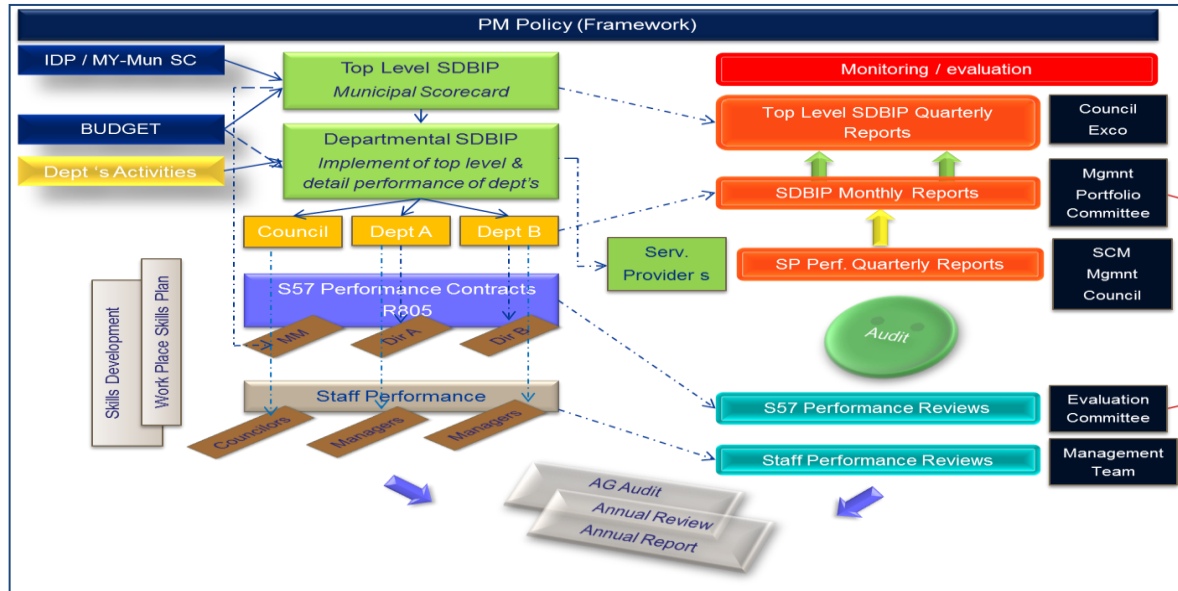 PM Policy (Framework)
IDP / MY-Mun SC
BUDGET
Dept 's Activities
Top Level SDBIP
Municipal Scorecard
Departmental SDBIP
Implement of top level &
detail performance of dept's
Council
Dept A
Dept B
Serv.
Provider s
S57 Performance Contracts
R805
MM
Dir A
Dir B
Staff Performance
Councilors
Managers
Managers
Skills Development
Work Place Skills Plan
Monitoring / evaluation
Top Level SDBIP Quarterly
Reports
Council
Exco
SDBIP Monthly Reports
Mgmnt
Portfolio
Committee
SP Perf. Quarterly Reports
SCM
Mgmnt
Council
Audit
S57 Performance Reviews
Evaluation
Committee
Staff Performance Reviews
Management
Team
AG Audit
Annual Review
Annual Report